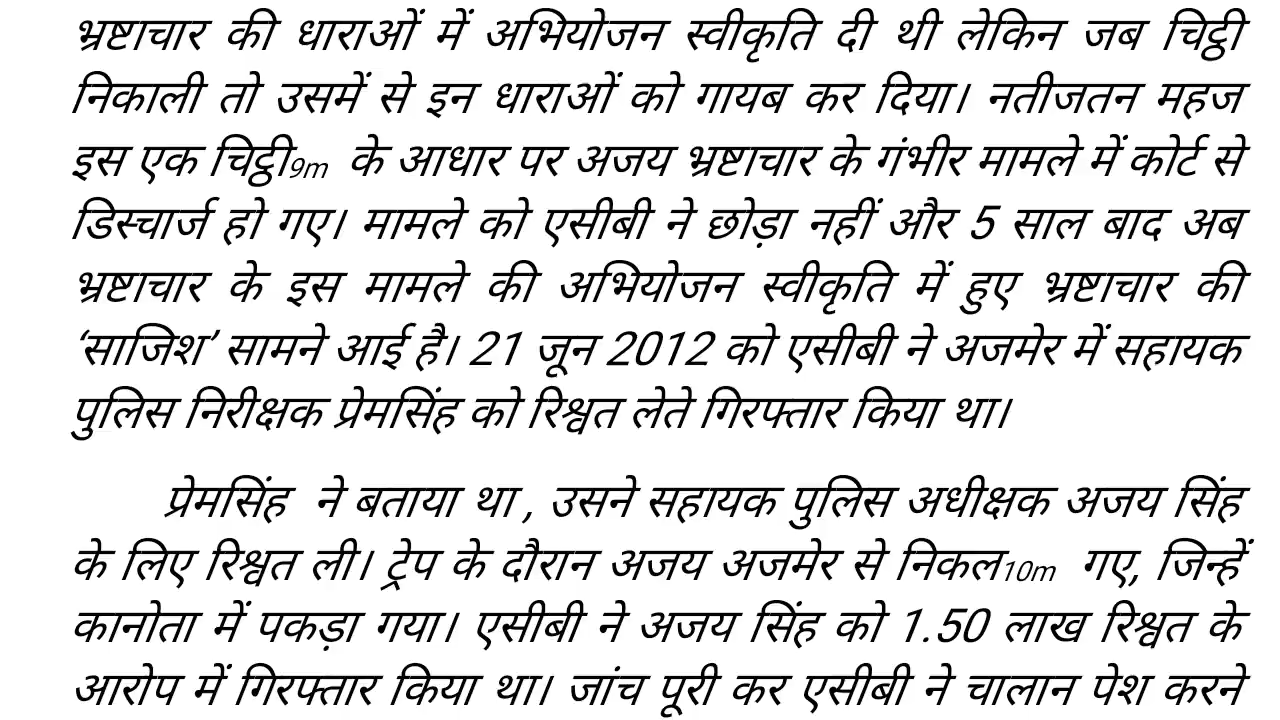 भ्रष्टाचार की धाराओं में अभियोजन स्वीकृति दी थी लेकिन जब चिट्ठी
निकाली तो उसमें से इन धाराओं को गायब कर दिया। नतीजतन महज
इस एक चिट्ठी9m के आधार पर अजय भ्रष्टाचार के गंभीर मामले में कोर्ट से
डिस्चार्ज हो गए। मामले को एसीबी ने छोड़ा नहीं और 5 साल बाद अब
भ्रष्टाचार के इस मामले की अभियोजन स्वीकृति में हुए भ्रष्टाचार की
‘साजिश’ सामने आई है। 21 जून 2012 को एसीबी ने अजमेर में सहायक
पुलिस निरीक्षक प्रेमसिंह को रिश्वत लेते गिरफ्तार किया था।
प्रेमसिंह ने बताया था , उसने सहायक पुलिस अधीक्षक अजय सिंह
के लिए रिश्वत ली। ट्रेप के दौरान अजय अजमेर से निकल10m गए, जिन्हें
कानोता में पकड़ा गया। एसीबी ने अजय सिंह को 1.50 लाख रिश्वत के
आरोप में गिरफ्तार किया था। जांच पूरी कर एसीबी ने चालान पेश करने